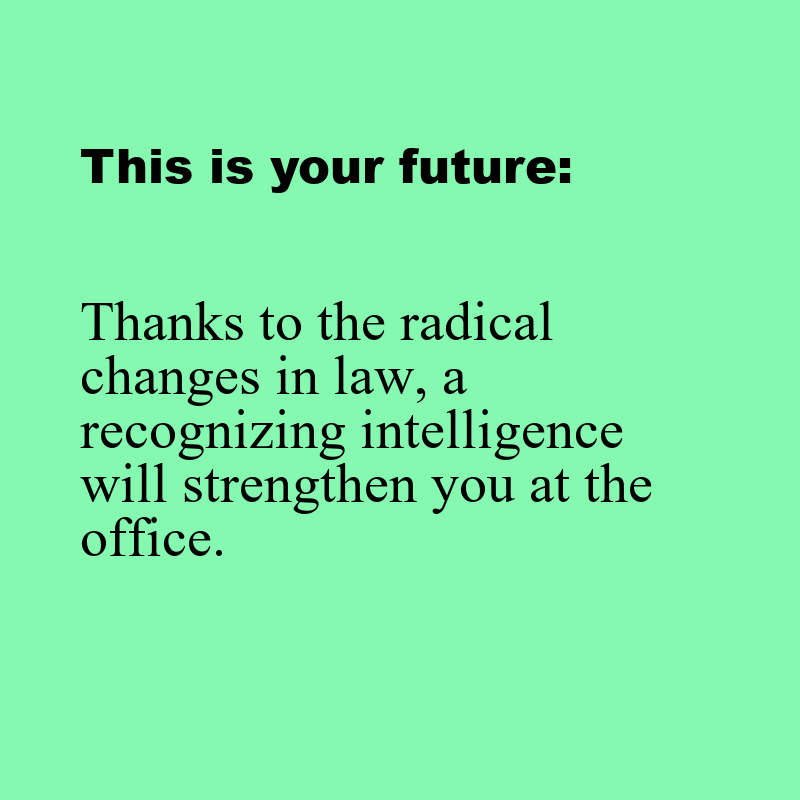 This is your future:
Thanks to the radical
changes in law, a
recognizing intelligence
will strengthen you at the
office.